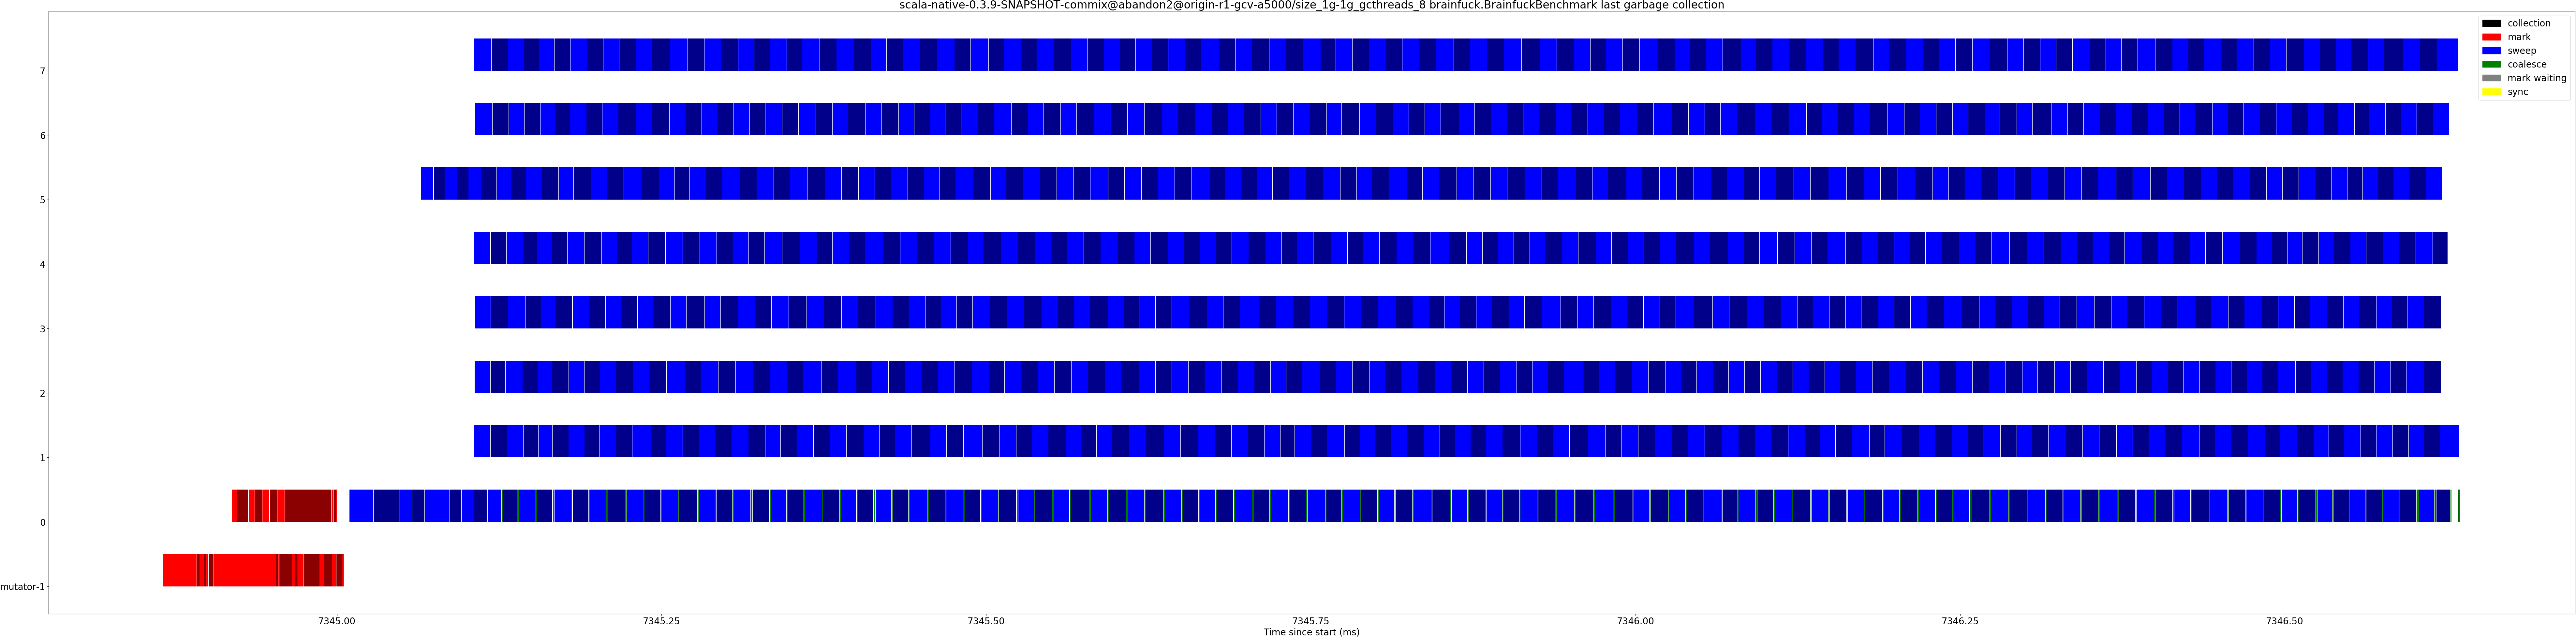 scala-native-0.3.9-SNAPSHOT-commix@abandon2@origin-r1-gcv-a5000/size_1g-1g_gcthreads_8 brainfuck.BrainfuckBenchmark last garbage collection
collection
mark
sweep
coalesce
mark waiting
sync
7
6
5
4
3
2
1
0
mutator-1
7345.00 7345.25 7345.50 7345.75 7346.00 7346.25 7346.50
Time since start (ms)